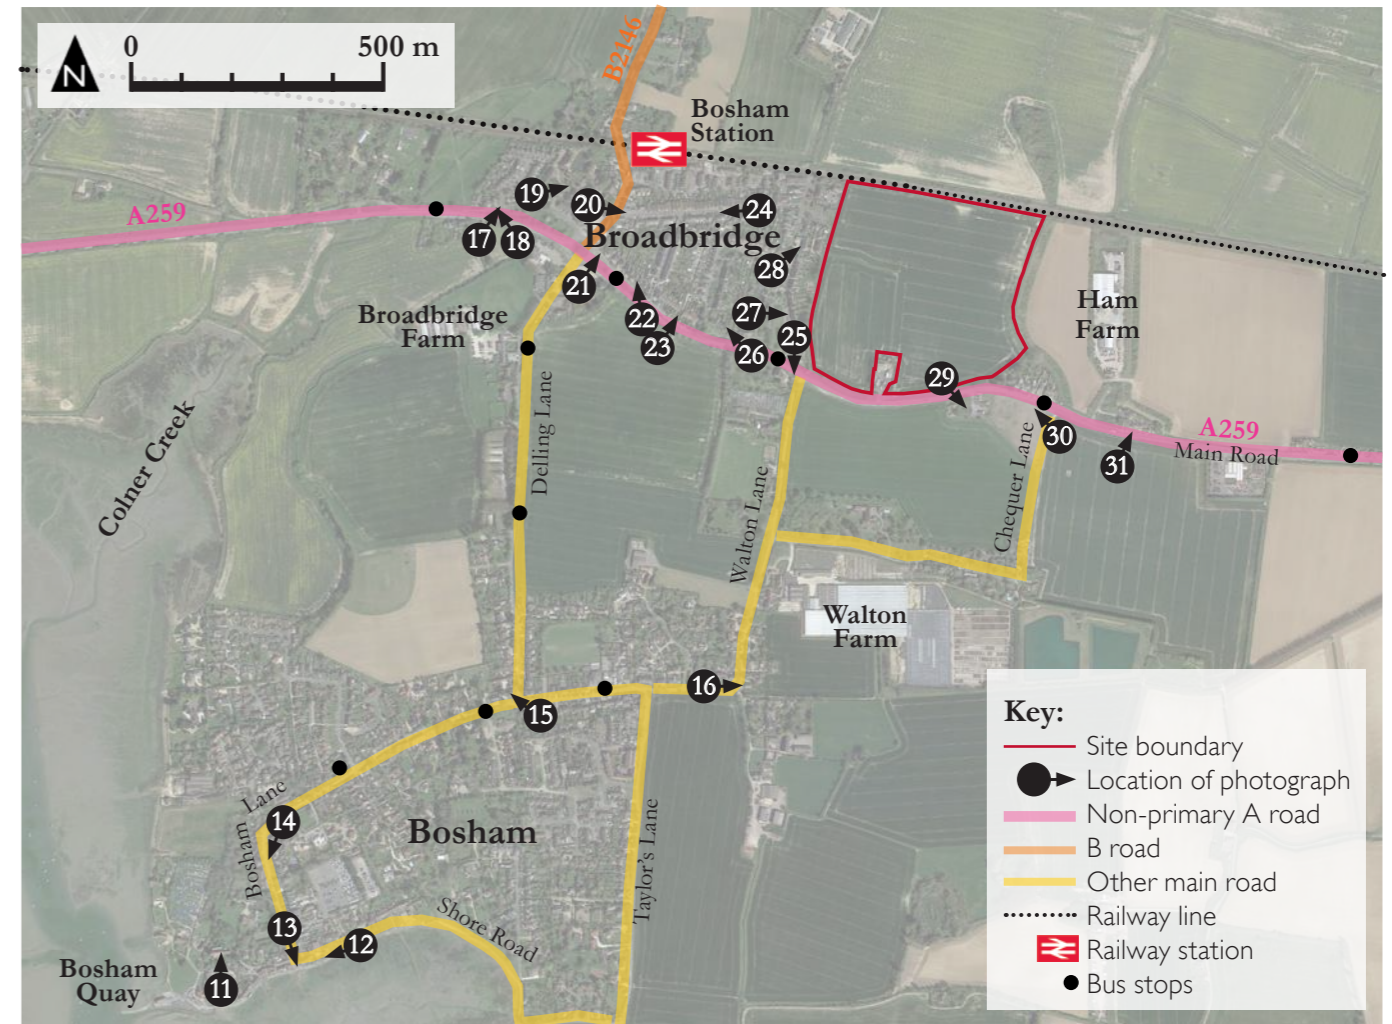 N
0 500 m
B2146
Bosham
Station
A259
19
20
24
17
18
Broadbridge
28
21
Broadbridge
Farm
22
23
27
25
26
Ham
Farm
29
30
31
A259
Main Road
Colner Creek
Delling Lane
Walton Lane
Chequer Lane
Walton
Farm
16
15
Bosham Lane
14
Bosham
Taylor's Lane
Shore Road
13
12
Bosham
Quay
11
Key:
Site boundary
Location of photograph
Non-primary A road
B road
Other main road
Railway line
Railway station
Bus stops